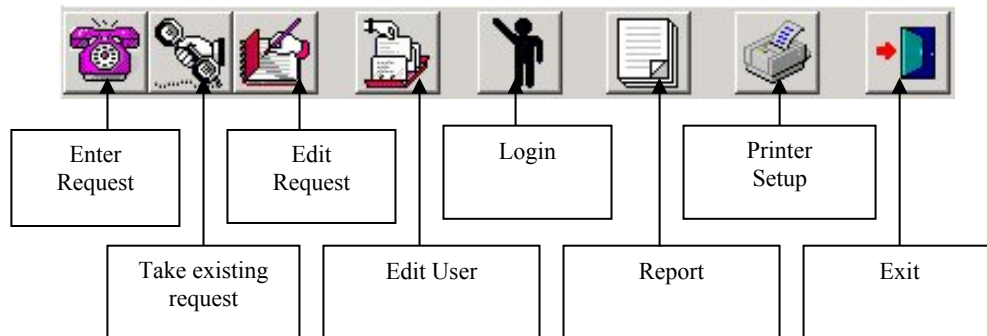 Enter
Request
Edit
Request
Login
Printer
Setup
Take existing
request
Edit User
Report
Exit